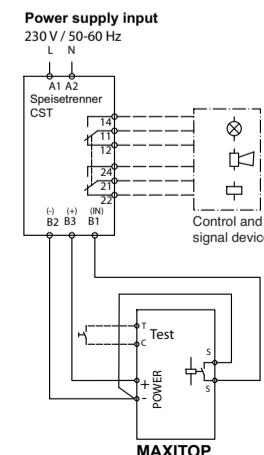 Power supply input
230 V / 50-60 Hz
L N
A1 A2
Speisetrenner
CST
14
11
12
24
21
22
(-) (+) (IN)
B2 B3 B1
Control and
signal device
T
Test
C
S
+
POWER
-
S
MAXITOP